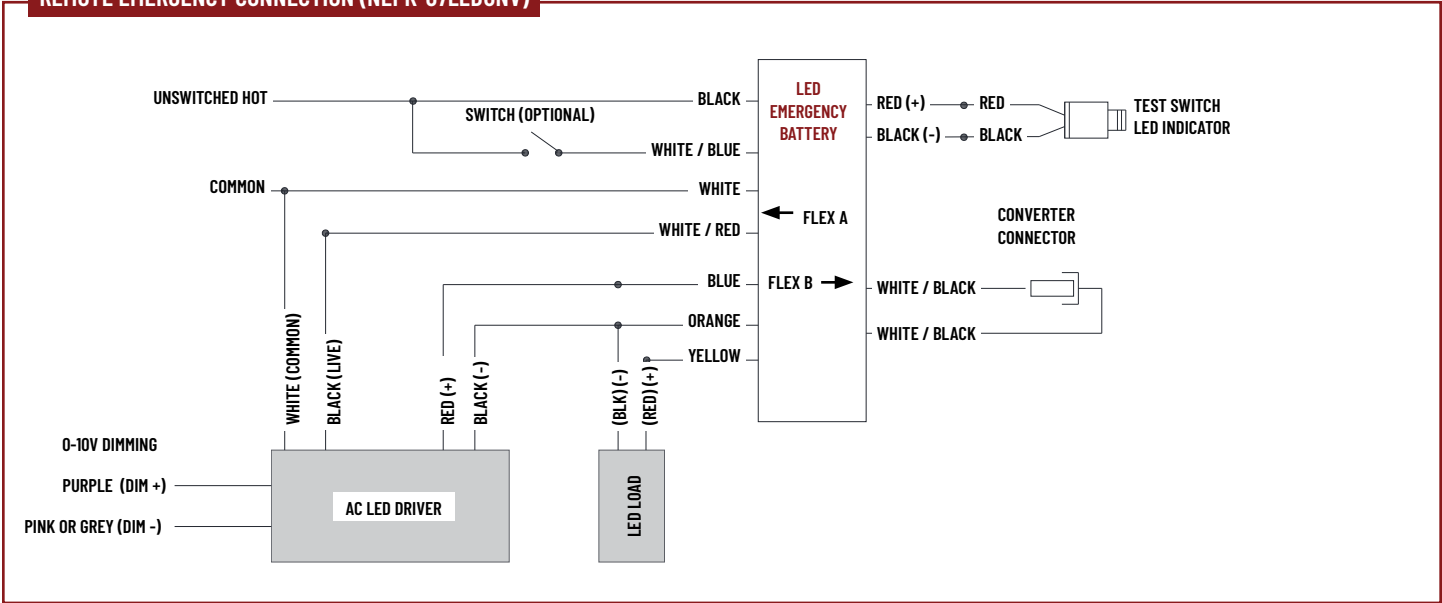 UNSWITCHED HOT
SWITCH (OPTIONAL)
BLACK
WHITE / BLUE
COMMON
WHITE
WHITE / RED
BLUE
ORANGE
YELLOW
LED
EMERGENCY
BATTERY
FLEX A
FLEX B
RED (+)
RED
BLACK (-)
BLACK
TEST SWITCH
LED INDICATOR
CONVERTER
CONNECTOR
WHITE / BLACK
WHITE / BLACK
WHITE (COMMON)
BLACK (LIVE)
RED (+)
BLACK (-)
(BLK) (-)
(RED) (+)
0-10V DIMMING
PURPLE (DIM +)
PINK OR GREY (DIM -)
AC LED DRIVER
LED LOAD